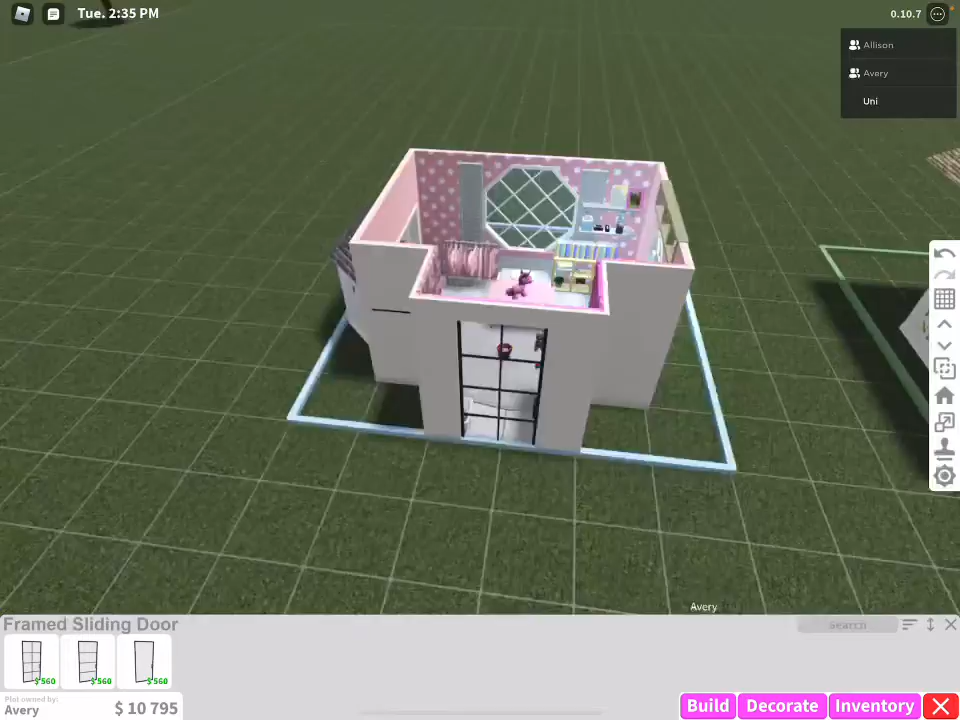 Tue. 2:35 PM
0.10.7
Allison
Avery
Uni
Avery
Framed Sliding Door
Search
$560
$560
$560
Plot owned by:
Avery
$ 10 795
Build
Decorate
Inventory